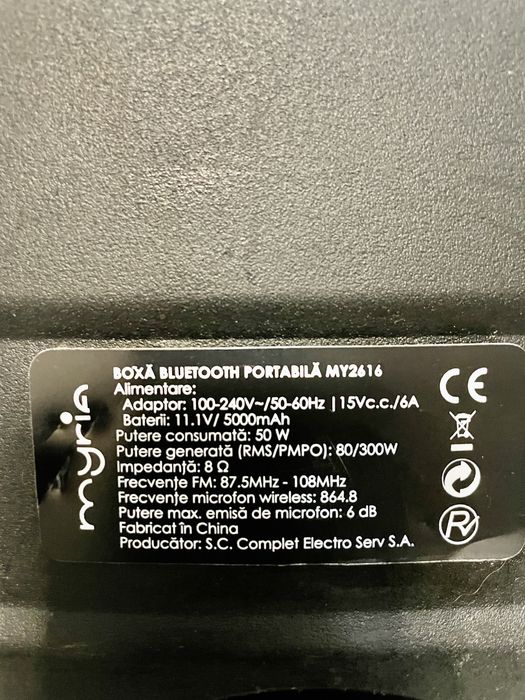 myria
BOXĂ BLUETOOTH PORTABILĂ MY2616
Alimentare:
Adaptor: 100-240V~/50-60Hz |15Vc.c./6A
Baterii: 11.1V/ 5000mAh
Putere consumată: 50 W
Putere generată (RMS/PMPO): 80/300W
Impedanță: 8 Ω
Frecvențe FM: 87.5MHz - 108MHz
Frecvențe microfon wireless: 864.8
Putere max. emisă de microfon: 6 dB
Fabricat în China
Producător: S.C. Complet Electro Serv S.A.
CE